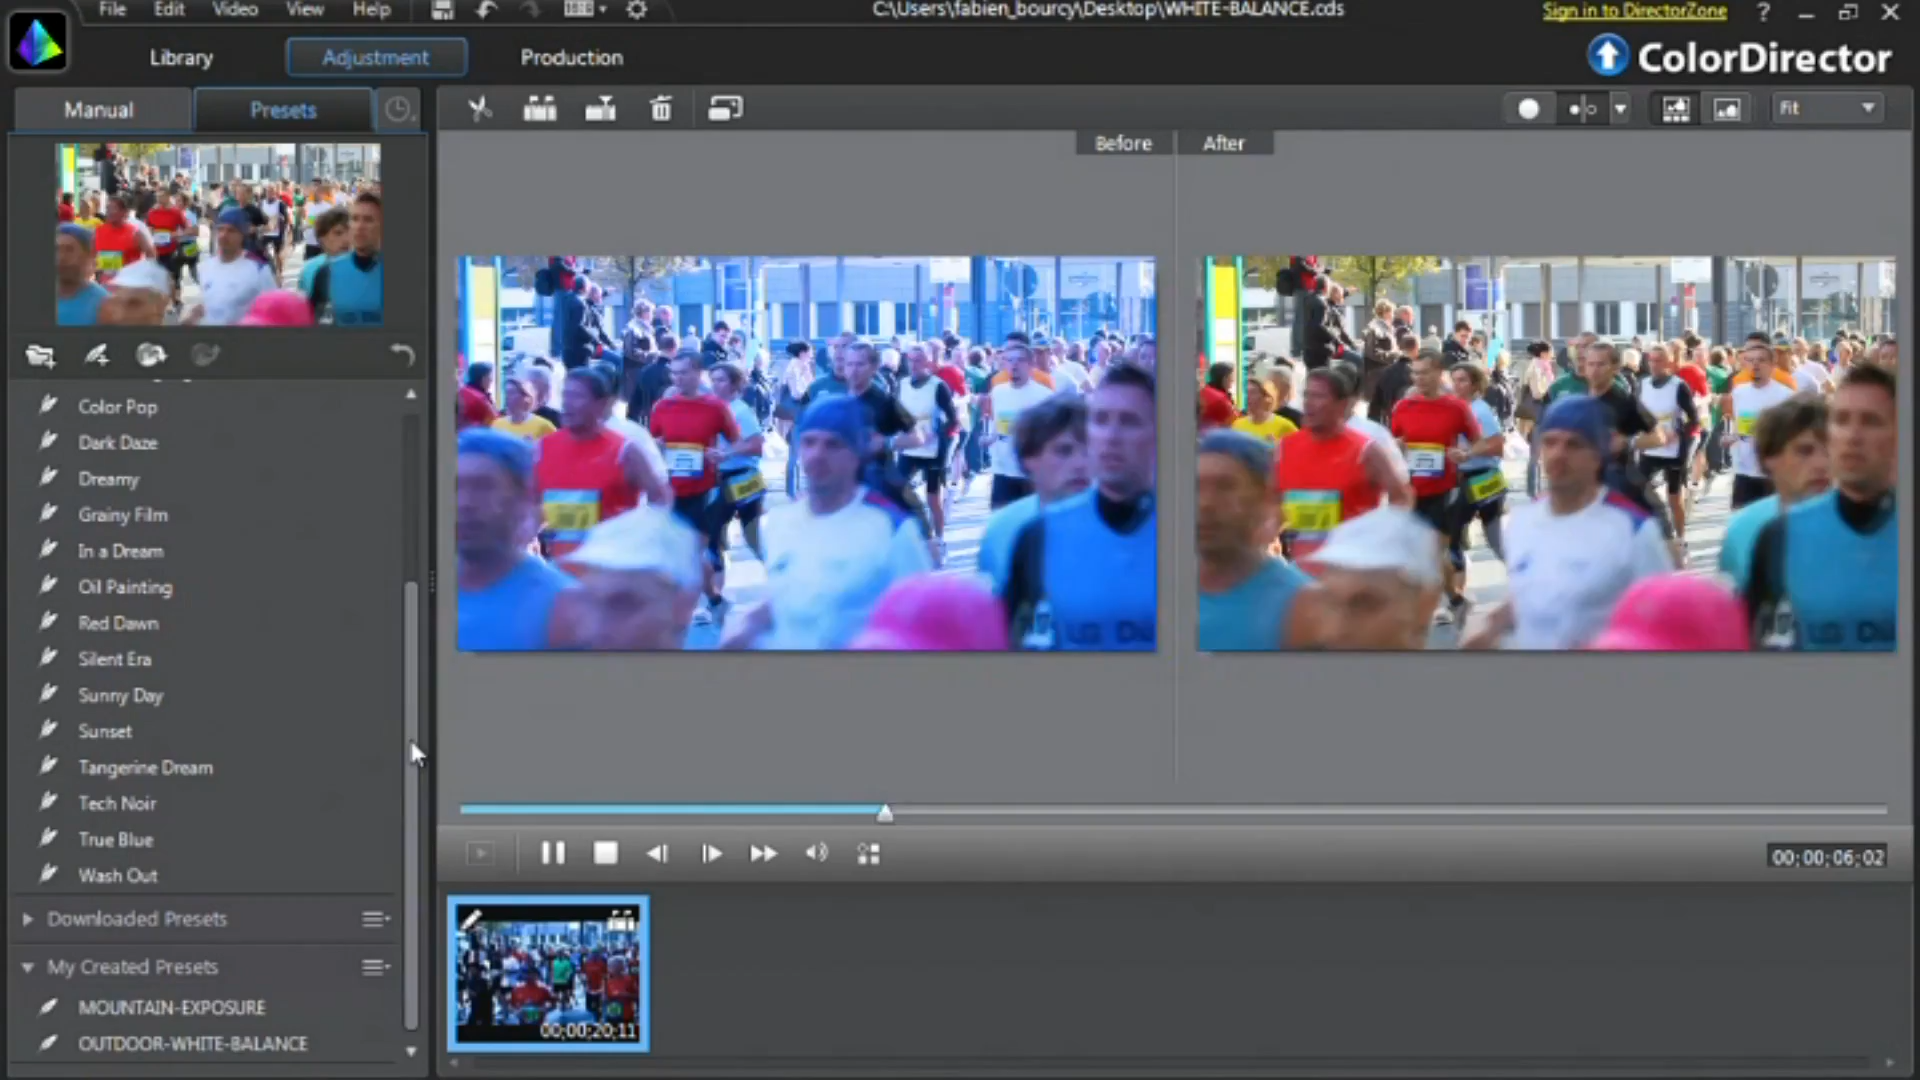 File Edit Video View Help
C:\Users\fabien_bourcy\Desktop\WHITE-BALANCE.cds
Sign in to DirectorZone ?
Library Adjustment Production
ColorDirector
Manual Presets
Fit
Before After
Color Pop
Dark Daze
Dreamy
Grainy Film
In a Dream
Oil Painting
Red Dawn
Silent Era
Sunny Day
Sunset
Tangerine Dream
Tech Noir
True Blue
Wash Out
00;00;06;02
Downloaded Presets
My Created Presets
MOUNTAIN-EXPOSURE
OUTDOOR-WHITE-BALANCE
00;00;20;11